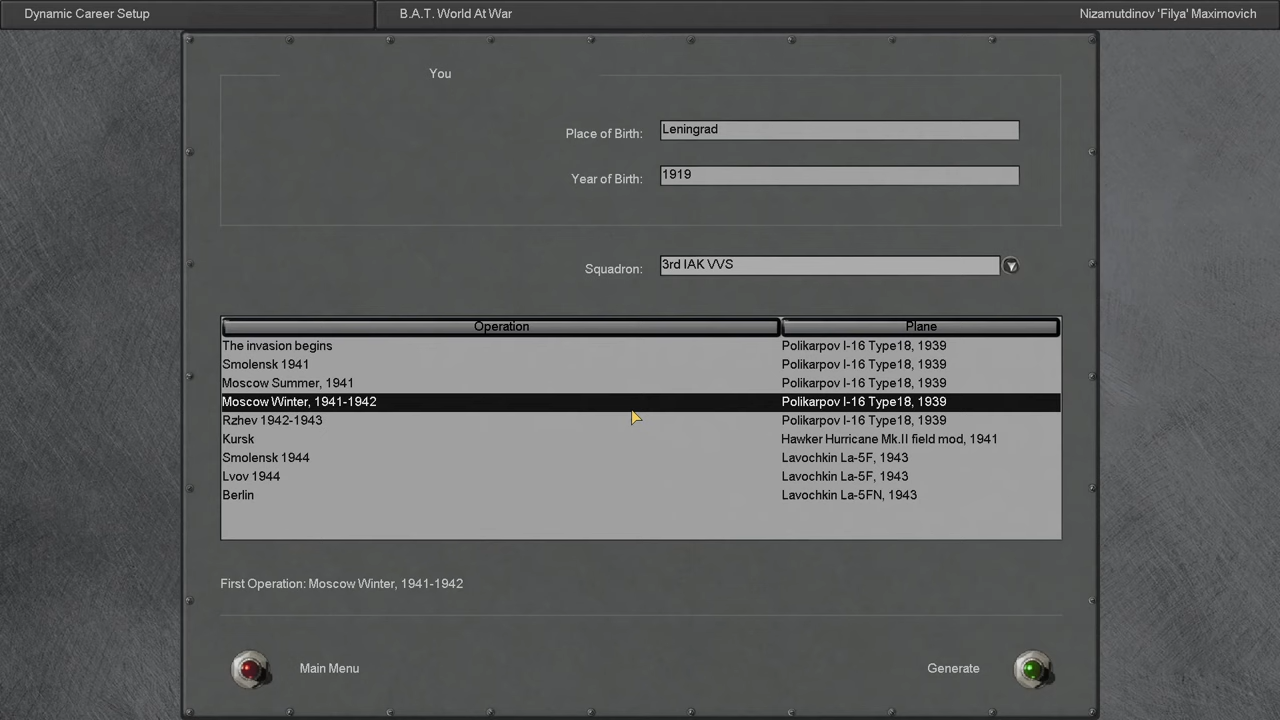 Dynamic Career Setup B.A.T. World At War Nizamutdinov 'Filya' Maximovich
You
Place of Birth: Leningrad
Year of Birth: 1919
Squadron: 3rd IAK VVS
Operation Plane
The invasion begins Polikarpov I-16 Type18, 1939
Smolensk 1941 Polikarpov I-16 Type18, 1939
Moscow Summer, 1941 Polikarpov I-16 Type18, 1939
Moscow Winter, 1941-1942 Polikarpov I-16 Type18, 1939
Rzhev 1942-1943 Polikarpov I-16 Type18, 1939
Kursk Hawker Hurricane Mk.II field mod, 1941
Smolensk 1944 Lavochkin La-5F, 1943
Lvov 1944 Lavochkin La-5F, 1943
Berlin Lavochkin La-5FN, 1943
First Operation: Moscow Winter, 1941-1942
Main Menu Generate